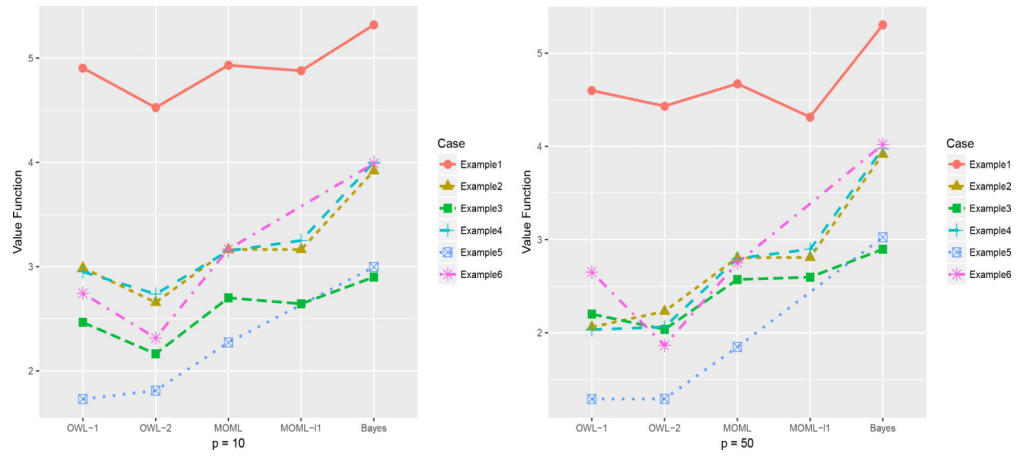 Value Function
5
4
3
2
OWL-1
OWL-2
MOML
MOML-l1
Bayes
p = 10
Case
Example1
Example2
Example3
Example4
Example5
Example6
Value Function
5
4
3
2
OWL-1
OWL-2
MOML
MOML-l1
Bayes
p = 50
Case
Example1
Example2
Example3
Example4
Example5
Example6